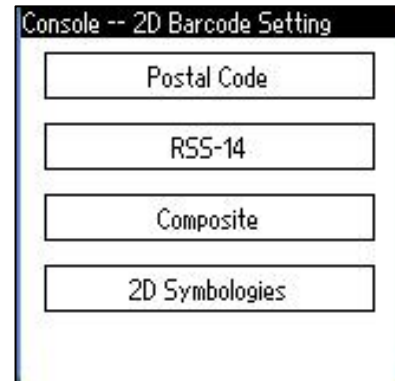 Console -- 2D Barcode Setting
Postal Code
RSS-14
Composite
2D Symbologies